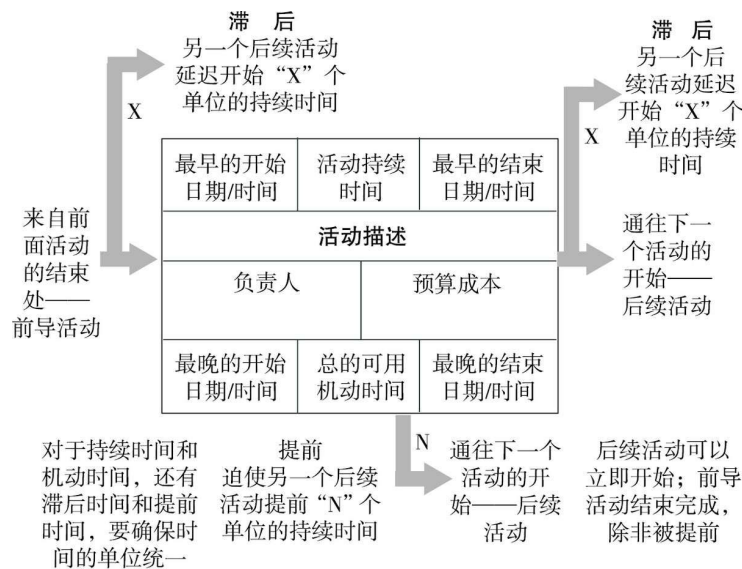 滞　后
另一个后续活动
延迟开始“X”个
单位的持续时间
X
滞　后
另一个后
续活动延迟
开始“X”个
单位的持续
时间
X
最早的开始
日期/时间
活动持续
时间
最早的结束
日期/时间
来自前
面活动
的结束
处——
前导活动
活动描述
负责人
预算成本
通往下一
个活动的
开始——
后续活动
最晚的开始
日期/时间
总的可用
机动时间
最晚的结束
日期/时间
对于持续时间和
机动时间，还有
滞后时间和提前
时间，要确保时
间的单位统一
提前
迫使另一个后续
活动提前“N”个
单位的持续时间
N
通往下一个
活动的开
始——后续
活动
后续活动可以
立即开始；前导
活动结束完成，
除非被提前